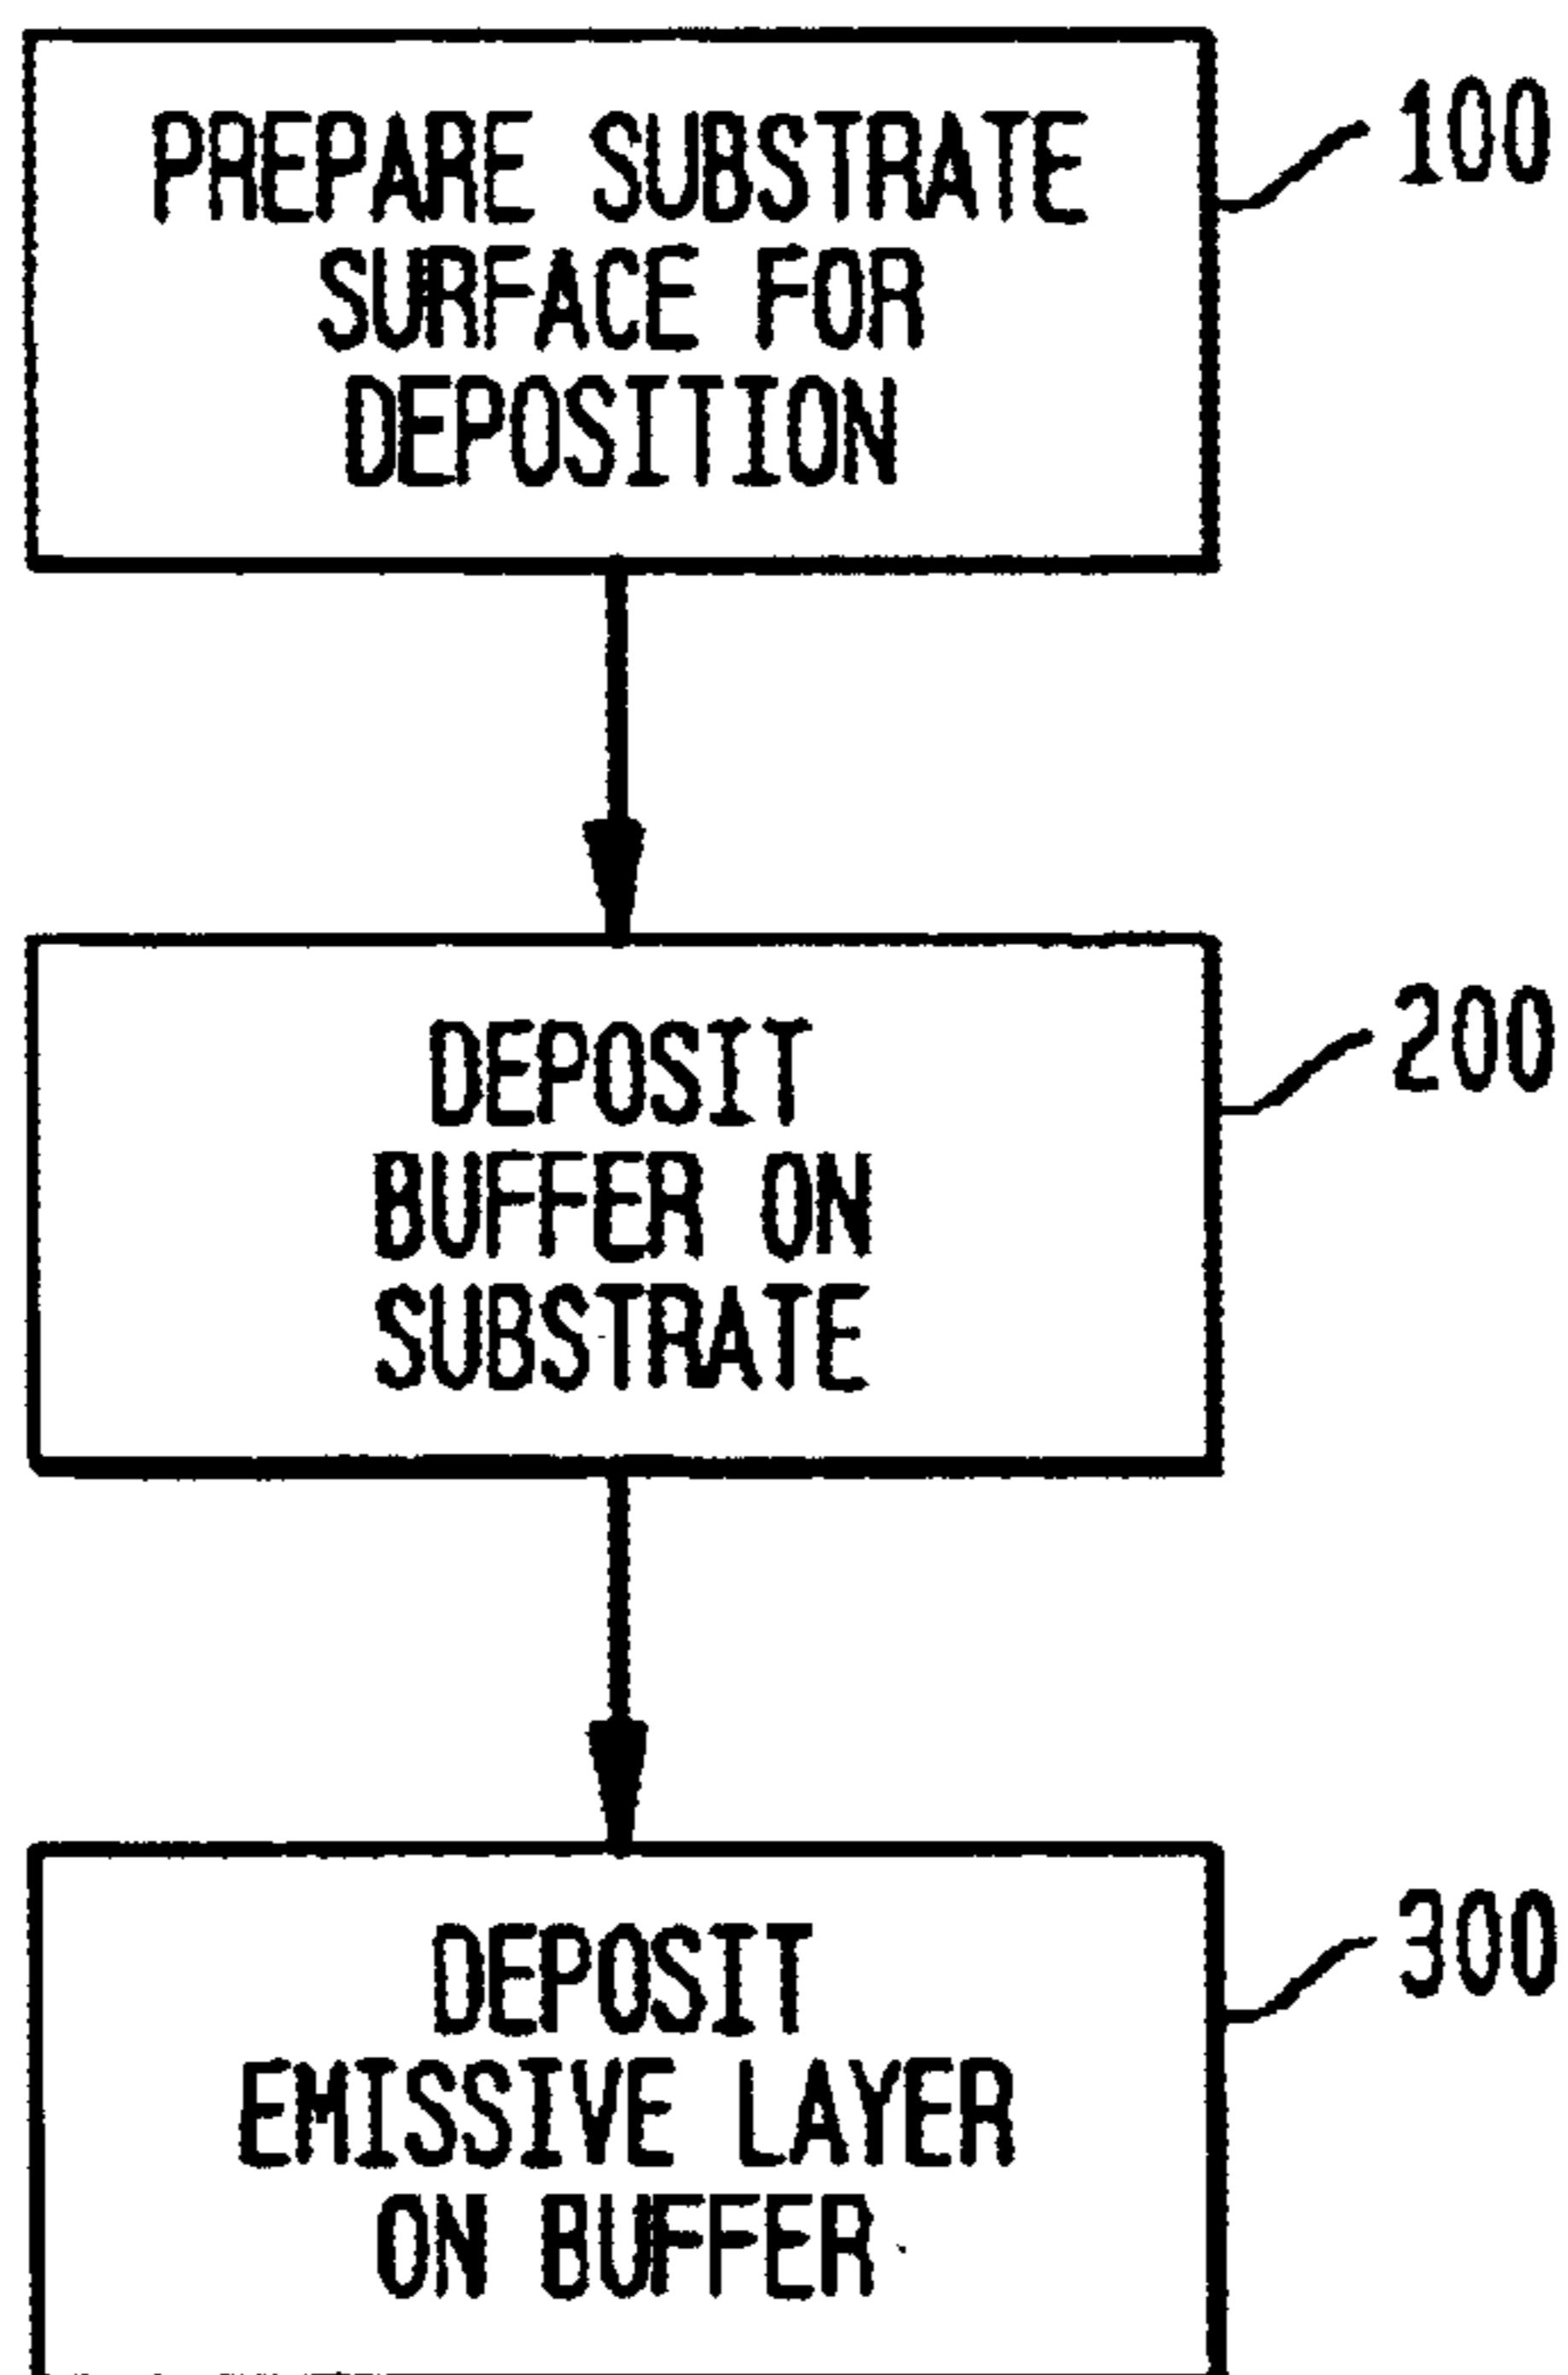 PREPARE SUBSTRATE
SURFACE FOR
DEPOSITION
100
DEPOSIT
BUFFER ON
SUBSTRATE
200
DEPOSIT
EMISSIVE LAYER
ON BUFFER
300